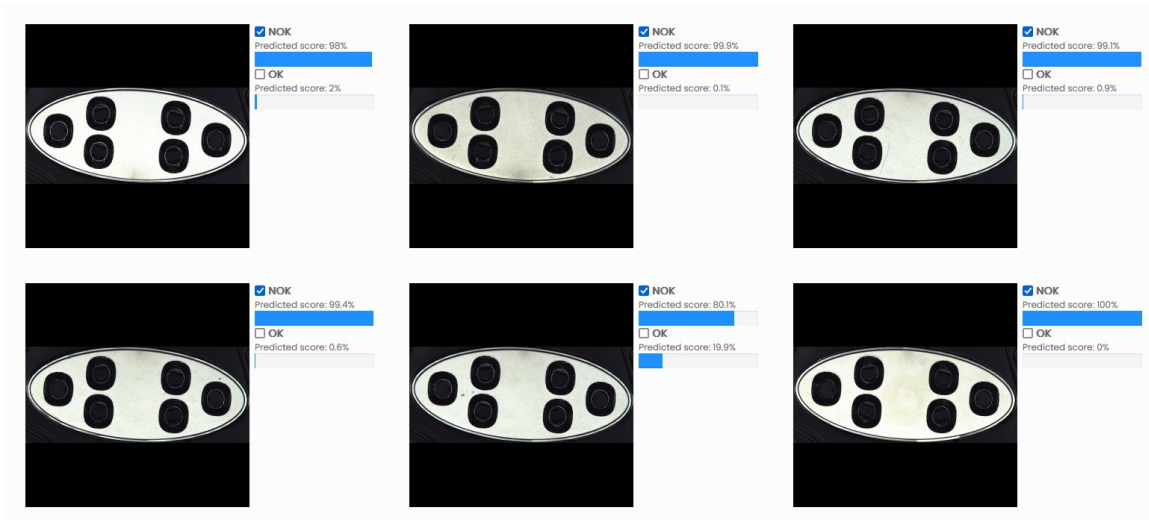 NOK
Predicted score: 98%
OK
Predicted score: 2%
NOK
Predicted score: 99.9%
OK
Predicted score: 0.1%
NOK
Predicted score: 99.1%
OK
Predicted score: 0.9%
NOK
Predicted score: 99.4%
OK
Predicted score: 0.6%
NOK
Predicted score: 80.1%
OK
Predicted score: 19.9%
NOK
Predicted score: 100%
OK
Predicted score: 0%